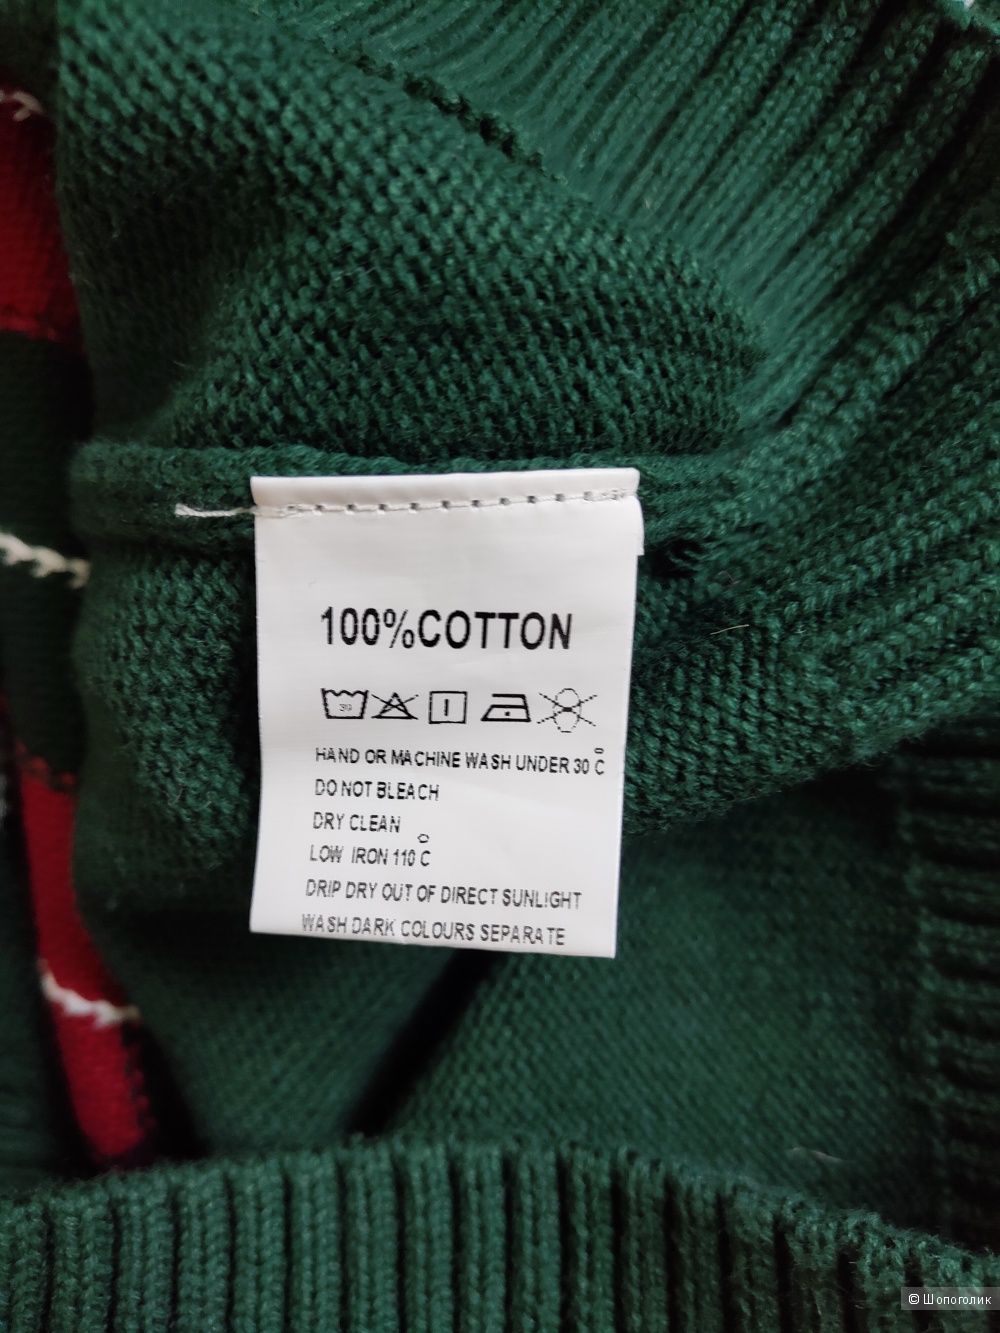 100%COTTON
30
HAND OR MACHINE WASH UNDER 30°C
DO NOT BLEACH
DRY CLEAN
LOW IRON 110°C
DRIP DRY OUT OF DIRECT SUNLIGHT
WASH DARK COLOURS SEPARATE
© Шопоголик